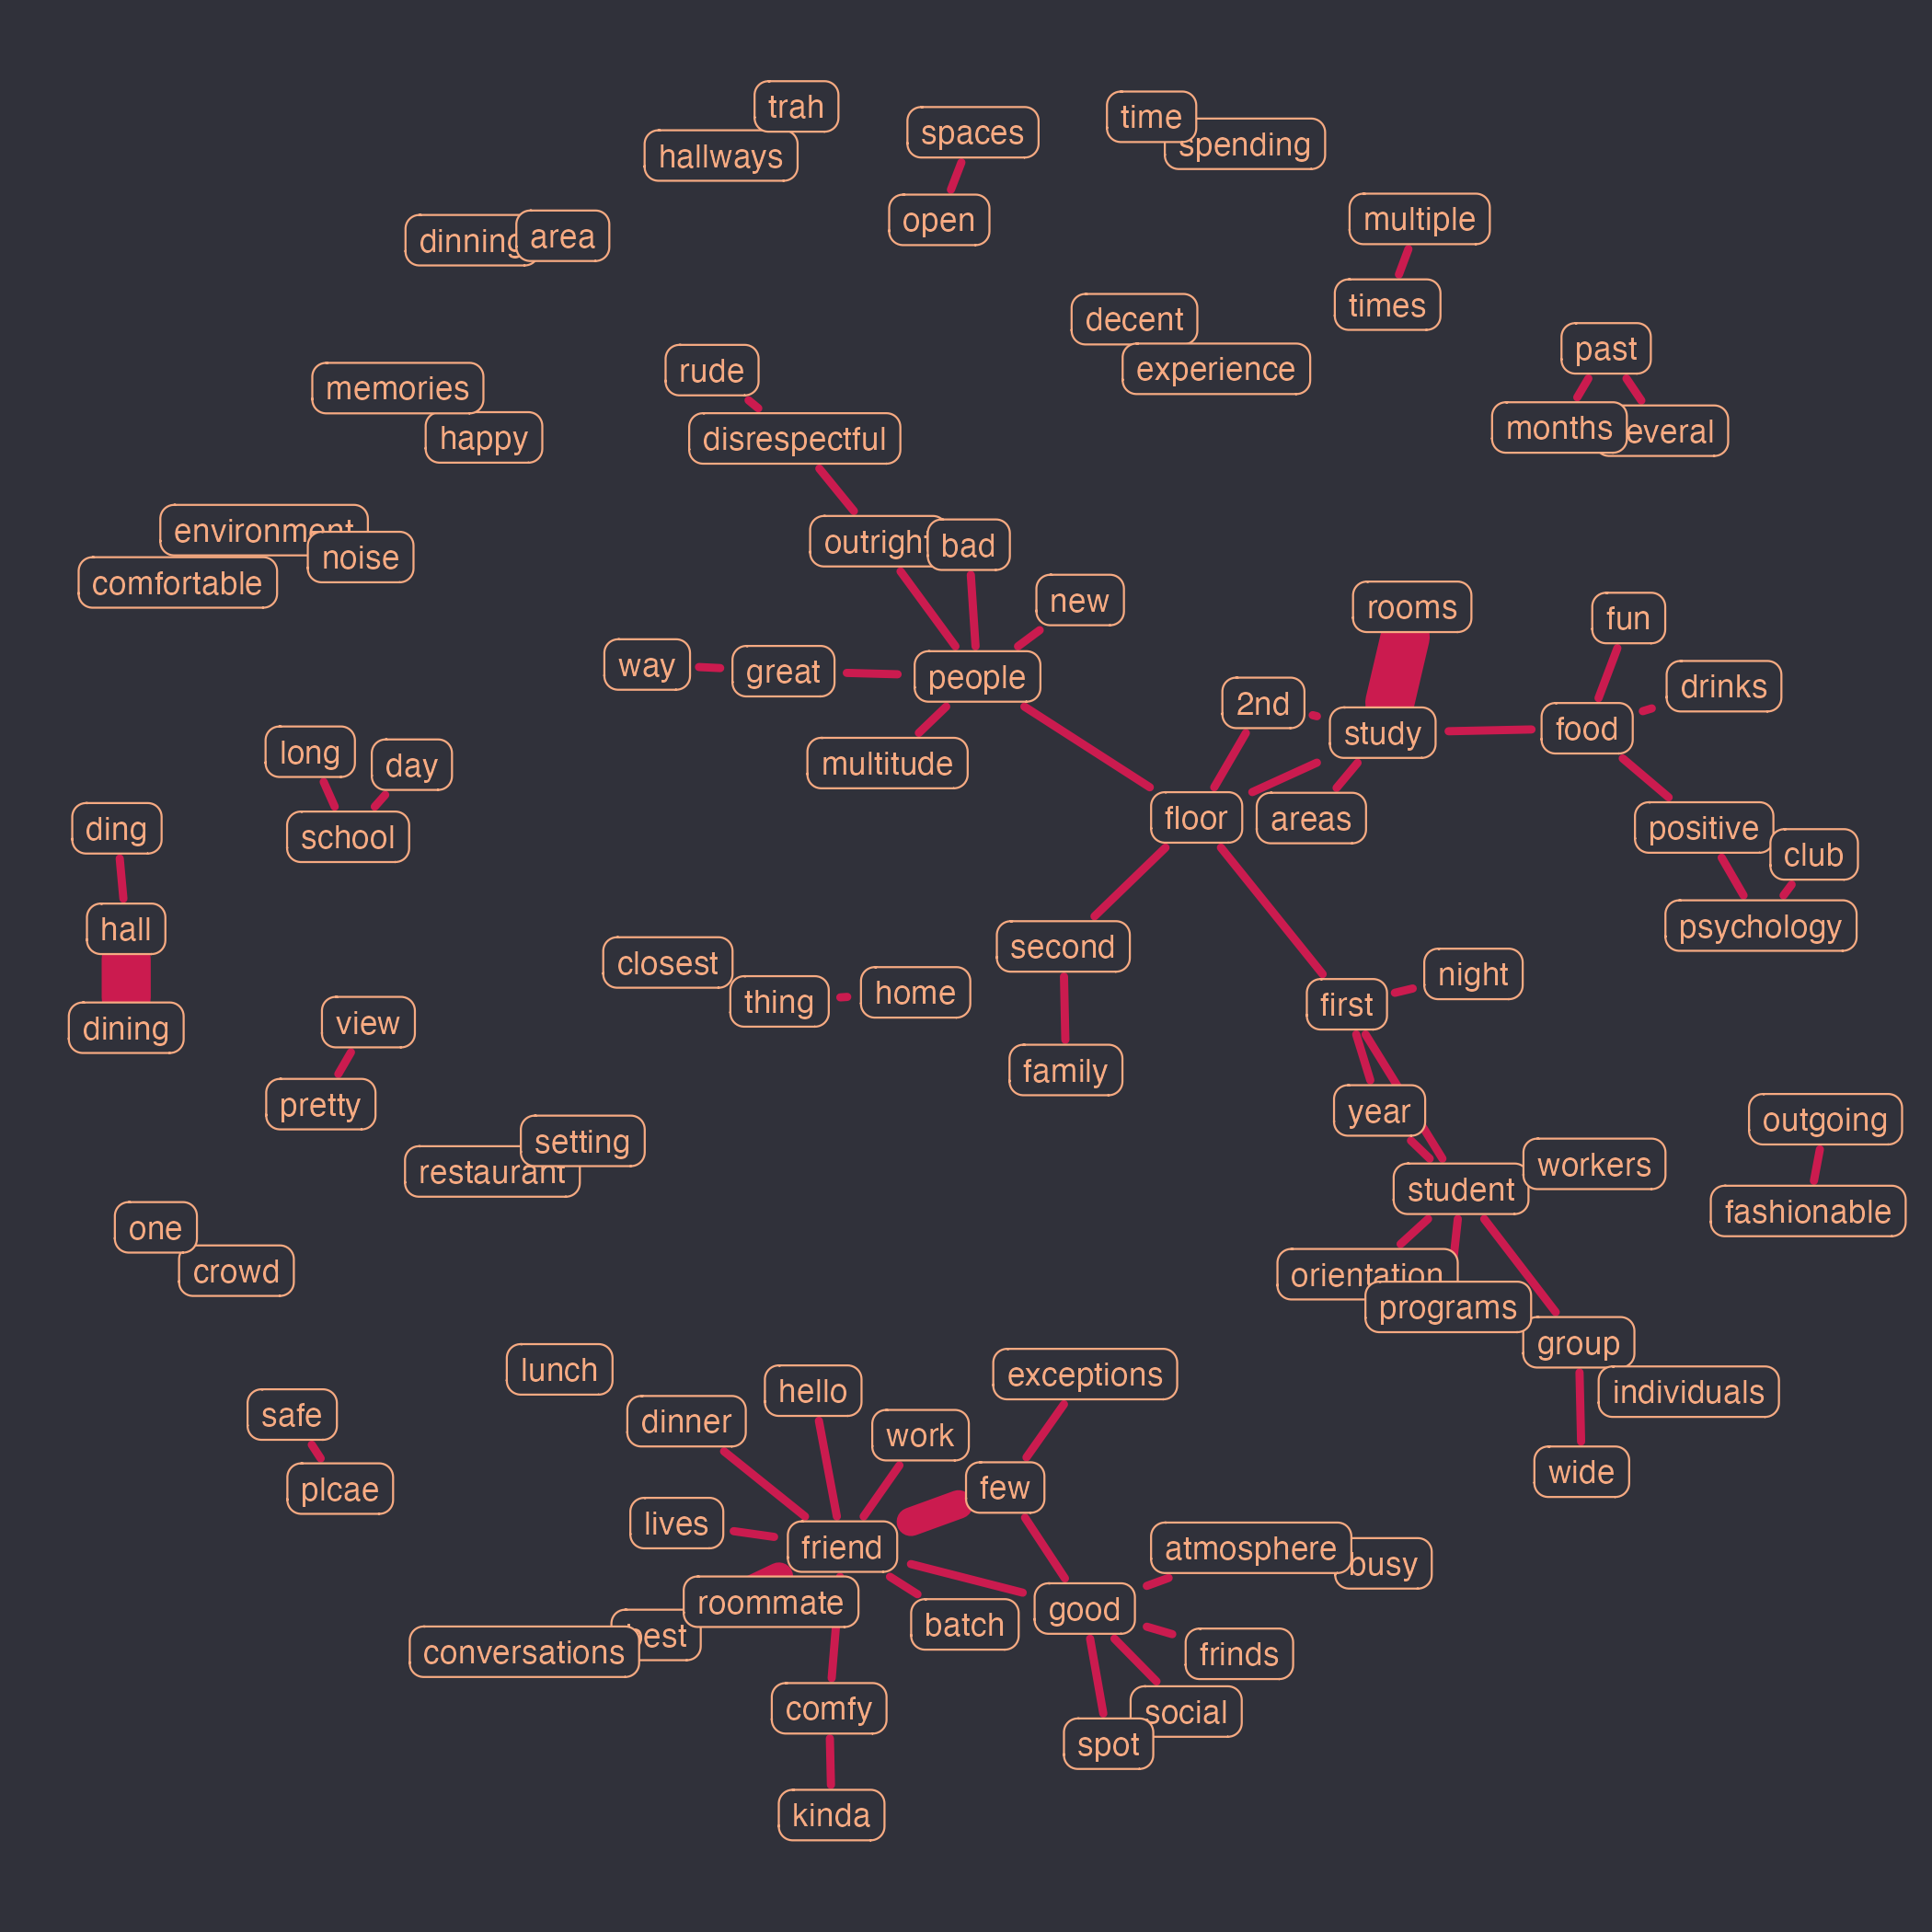 trah
hallways
spaces
open
time
spending
dinning
area
multiple
times
decent
experience
past
months
everal
memories
happy
rude
disrespectful
environment
noise
comfortable
outright
bad
new
way
great
people
multitude
rooms
fun
drinks
2nd
study
food
floor
areas
positive
club
psychology
long
day
school
ding
hall
dining
closest
thing
home
second
family
first
night
view
pretty
year
student
workers
outgoing
fashionable
setting
restaurant
one
crowd
orientation
programs
group
individuals
wide
lunch
safe
plcae
dinner
hello
work
exceptions
few
lives
friend
roommate
best
conversations
batch
good
atmosphere
busy
frinds
social
spot
comfy
kinda